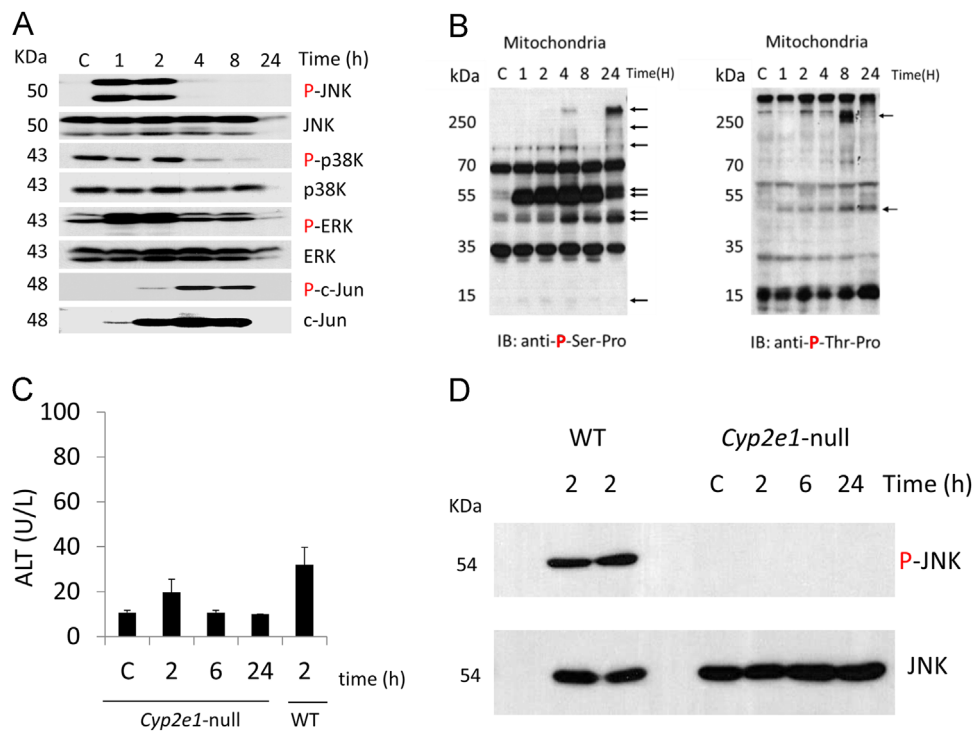 A
KDa C 1 2 4 8 24 Time (h)
50 P-JNK
50 JNK
43 P-p38K
43 p38K
43 P-ERK
43 ERK
48 P-c-Jun
48 c-Jun
B
Mitochondria
kDa C 1 2 4 8 24 Time(H)
250
70
55
35
15
IB: anti-P-Ser-Pro
Mitochondria
kDa C 1 2 4 8 24 Time(H)
250
70
55
35
15
IB: anti-P-Thr-Pro
C
ALT (U/L)
100
80
60
40
20
0
C 2 6 24 2 time (h)
Cyp2e1-null WT
D
WT Cyp2e1-null
2 2 C 2 6 24 Time (h)
KDa
54 P-JNK
54 JNK